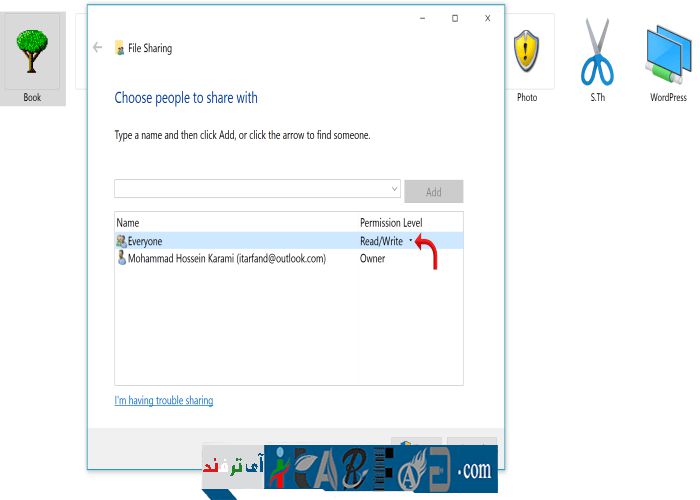 File Sharing
Choose people to share with
Type a name and then click Add, or click the arrow to find someone.
Add
Name Permission Level
Everyone Read/Write
Mohammad Hossein Karami (itarfand@outlook.com) Owner
I'm having trouble sharing
Book
Photo
S.Th
WordPress
آی ترفند
iTARFAND.com